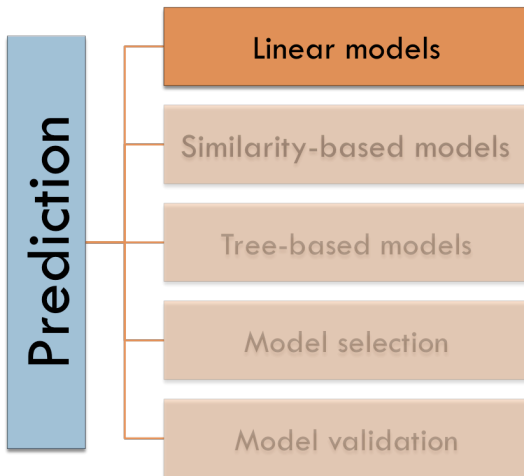 Prediction
Linear models
Similarity-based models
Tree-based models
Model selection
Model validation